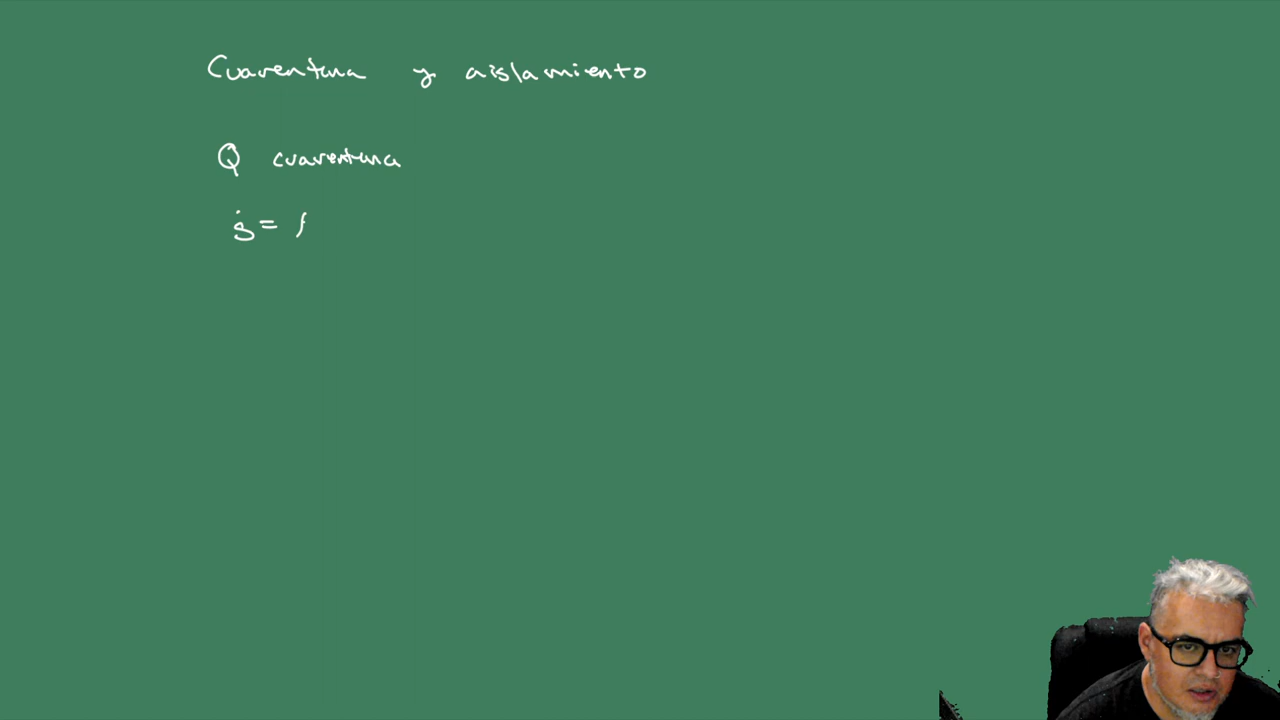 Cuarentena y aislamiento
Q cuarentena
ṡ =